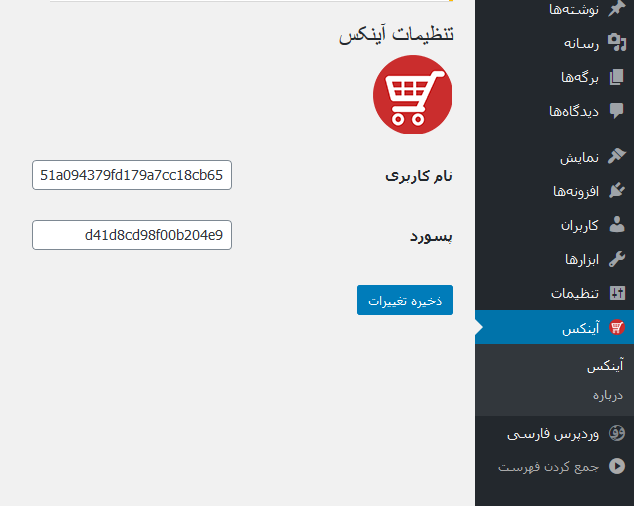 تنظیمات آینکس
نام کاربری
51a094379fd179a7cc18cb65
پسورد
d41d8cd98f00b204e9
ذخیره تغییرات
نوشته‌ها
رسانه
برگه‌ها
دیدگاه‌ها
نمایش
افزونه‌ها
کاربران
ابزارها
تنظیمات
آینکس
آینکس
درباره
وردپرس فارسی
جمع کردن فهرست